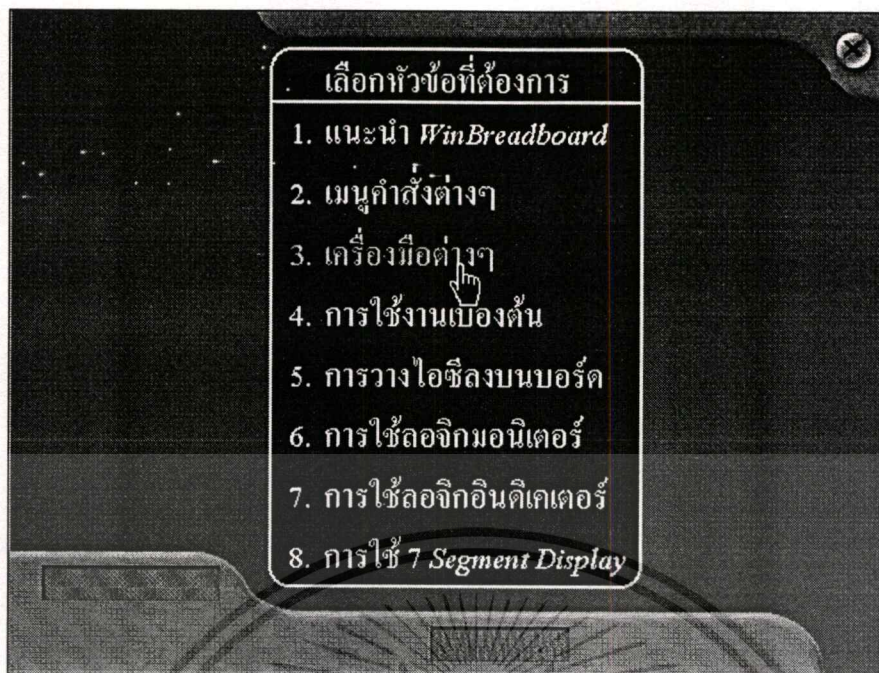 เลือกหัวข้อที่ต้องการ
1. แนะนำ WinBreadboard
2. เมนูคำสั่งต่างๆ
3. เครื่องมือต่างๆ
4. การใช้งานเบื้องต้น
5. การวางไอซีลงบนบอร์ด
6. การใช้ลอจิกมอนิเตอร์
7. การใช้ลอจิกอินดิเคเตอร์
8. การใช้ 7 Segment Display